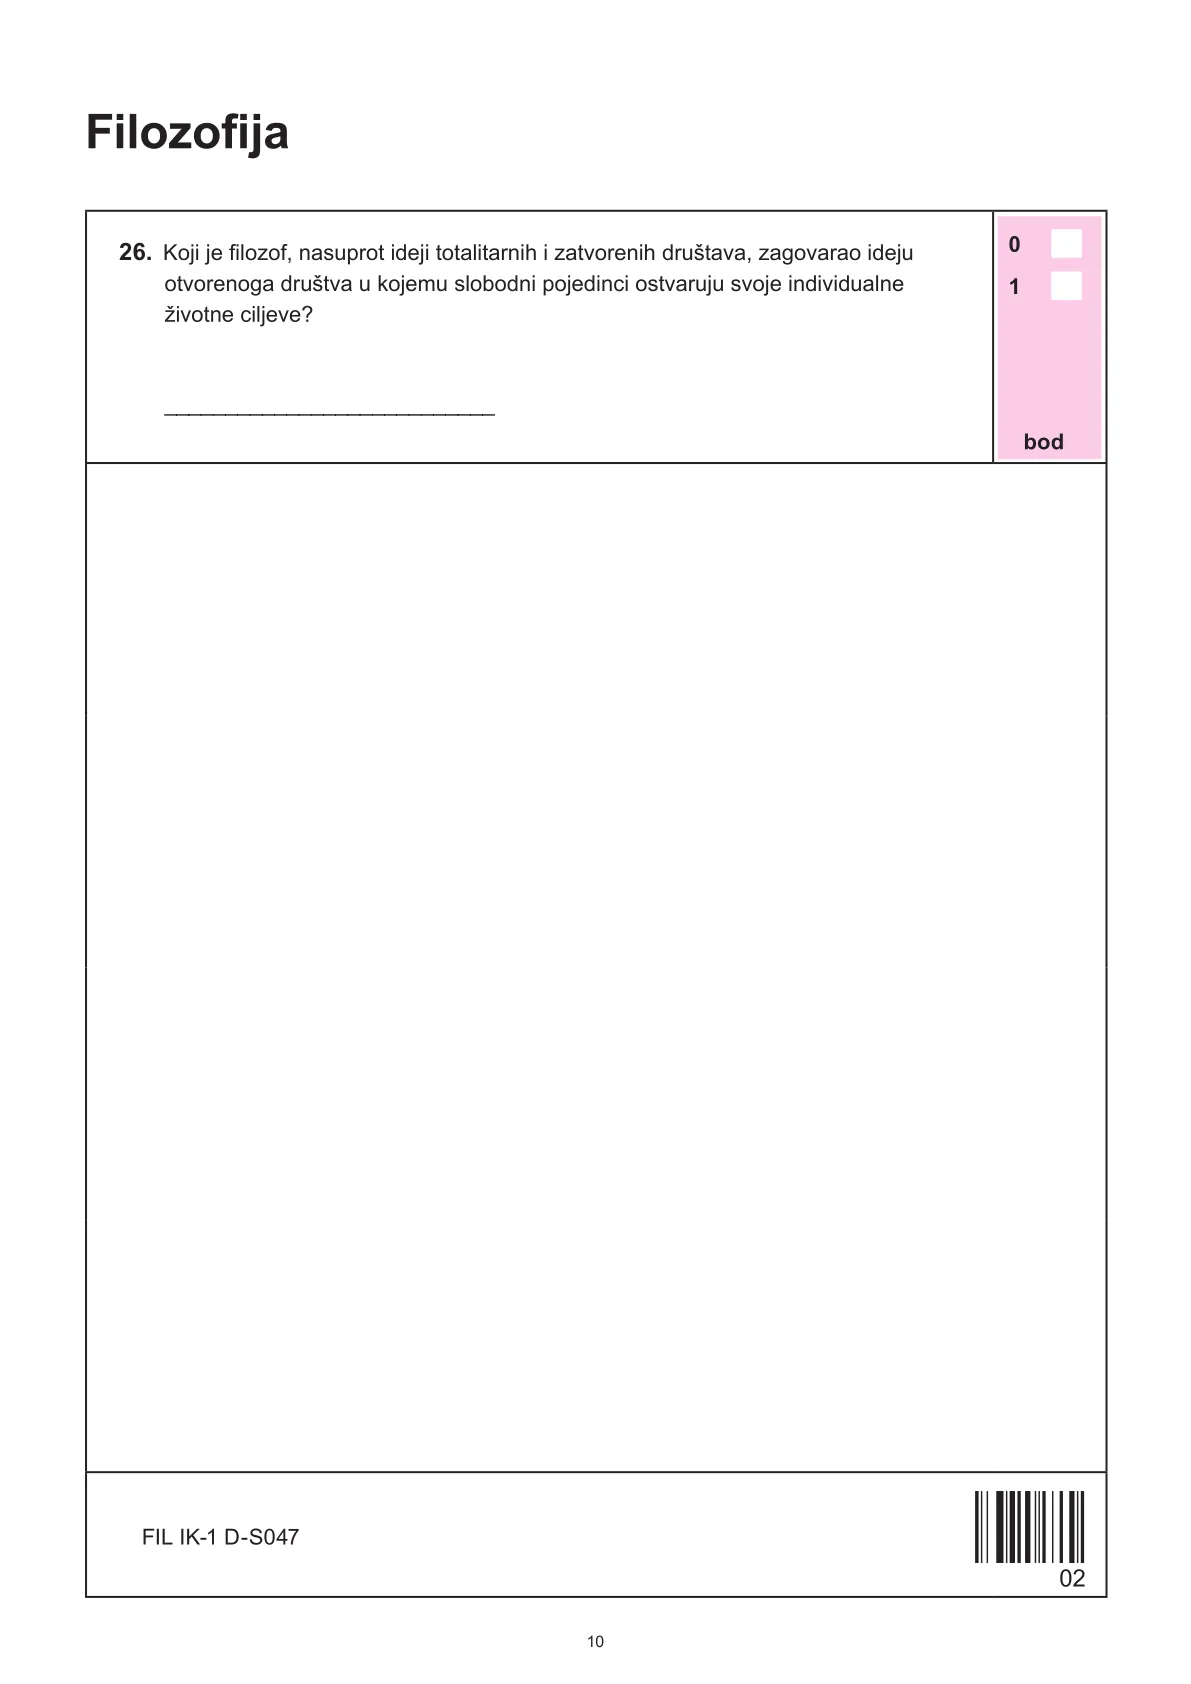 Filozofija
26. Koji je filozof, nasuprot ideji totalitarnih i zatvorenih društava, zagovarao ideju
otvorenoga društva u kojemu slobodni pojedinci ostvaruju svoje individualne
životne ciljeve?
___________________________
0
1
bod
FIL IK-1 D-S047
02
10